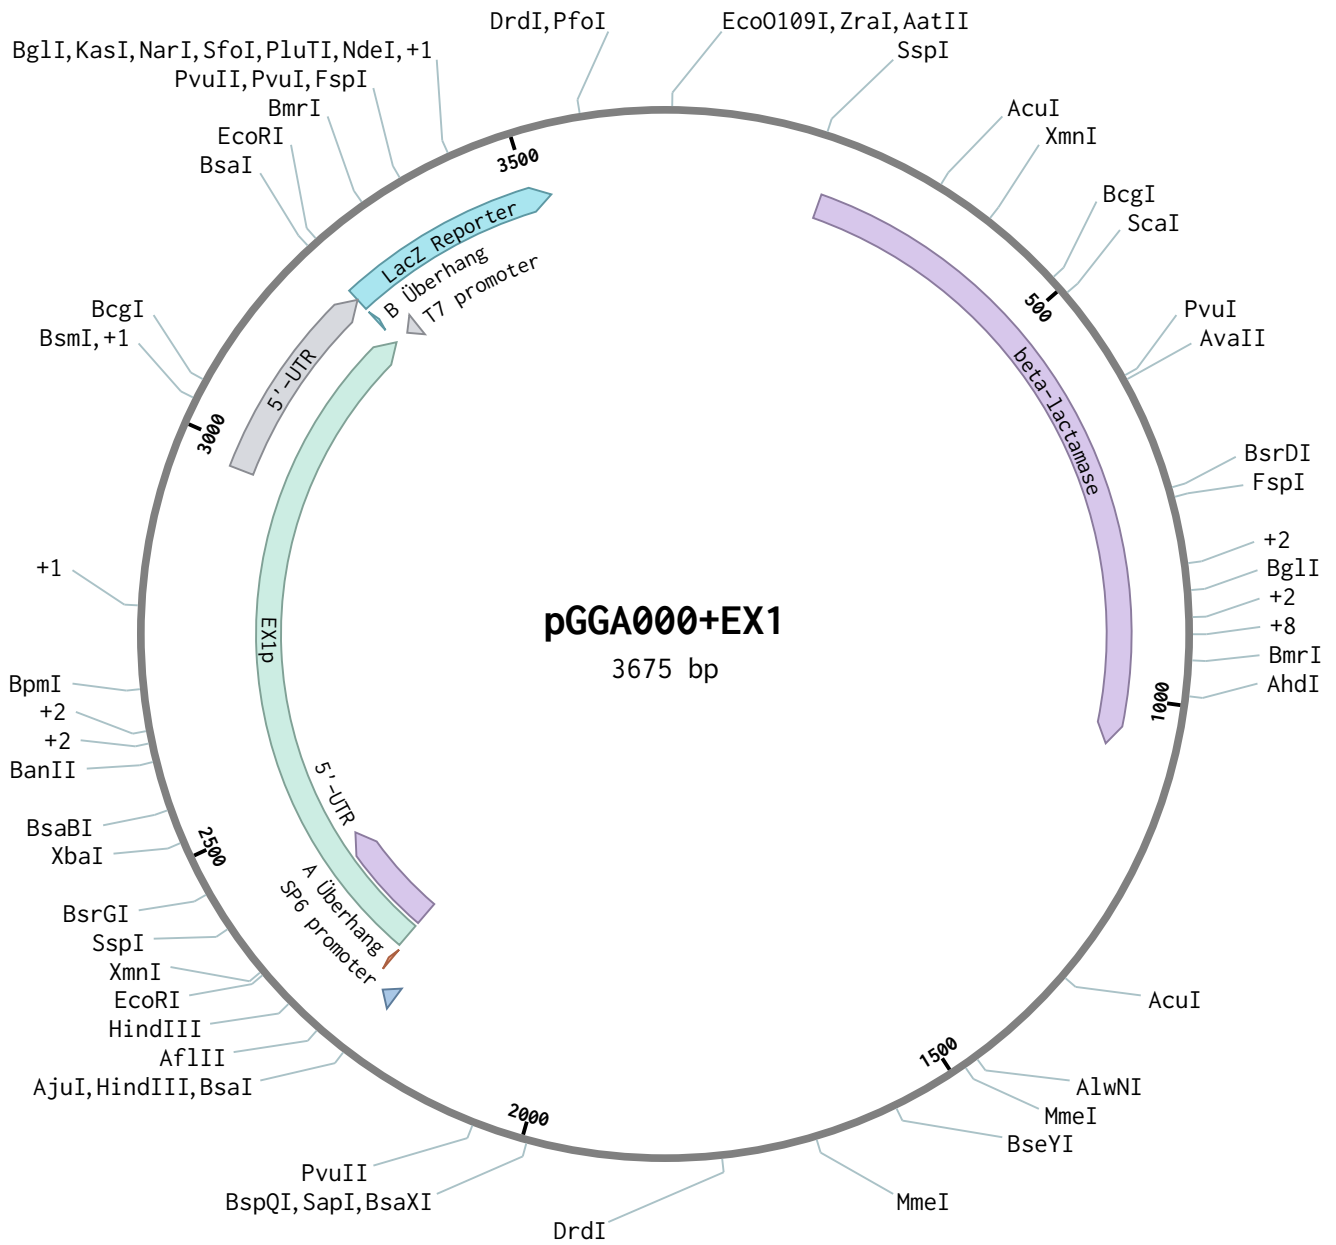 DrdI,PfoI
EcoO109I,ZraI,AatII
BglI,KasI,NarI,SfoI,PluTI,NdeI,+1
SspI
PvuII,PvuI,FspI
BmrI
AcuI
EcoRI
XmnI
BsaI
3500
BcgI
LacZ Reporter
ScaI
B Überhang
T7 promoter
500
BcgI
PvuI
BsmI,+1
AvaII
5'-UTR
beta-lactamase
3000
BsrDI
FspI
+2
+1
BglI
+2
pGGA000+EX1
+8
EX1p
3675 bp
BmrI
BpmI
AhdI
+2
1000
+2
BanII
5'-UTR
BsaBI
2500
XbaI
A Überhang
BsrGI
SP6 promoter
SspI
XmnI
EcoRI
AcuI
HindIII
1500
AflII
AjuI,HindIII,BsaI
AlwNI
2000
MmeI
BseYI
PvuII
BspQI,SapI,BsaXI
MmeI
DrdI